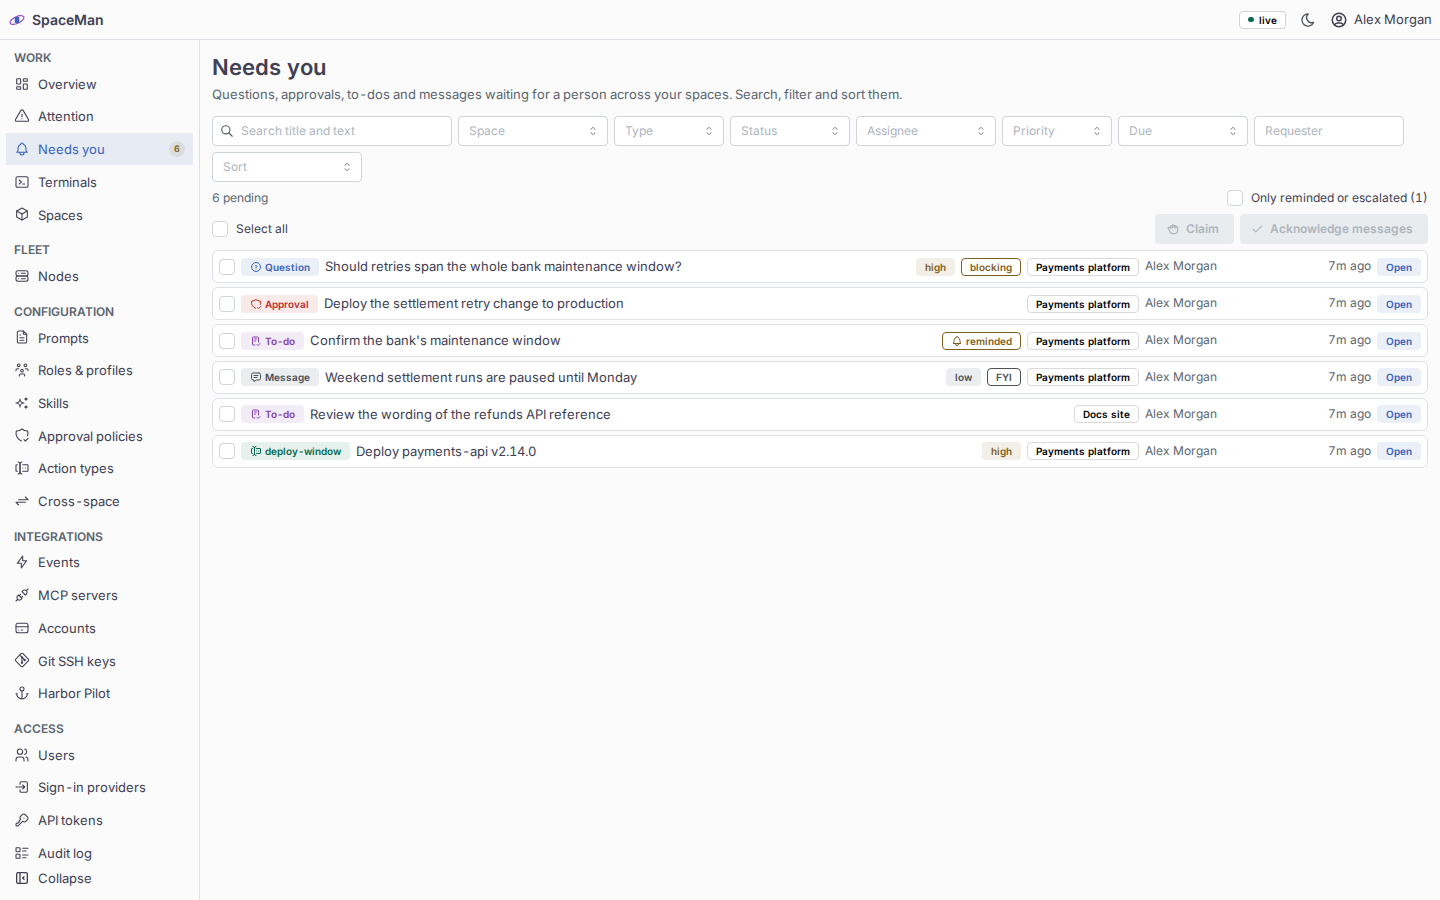 SpaceMan
live
Alex Morgan
WORK
Overview
Attention
Needs you
6
Terminals
Spaces
FLEET
Nodes
CONFIGURATION
Prompts
Roles & profiles
Skills
Approval policies
Action types
Cross-space
INTEGRATIONS
Events
MCP servers
Accounts
Git SSH keys
Harbor Pilot
ACCESS
Users
Sign-in providers
API tokens
Audit log
Collapse
Needs you
Questions, approvals, to-dos and messages waiting for a person across your spaces. Search, filter and sort them.
Search title and text Space Type Status Assignee Priority Due Requester
Sort
6 pending Only reminded or escalated (1)
Select all Claim Acknowledge messages
Question Should retries span the whole bank maintenance window? high blocking Payments platform Alex Morgan 7m ago Open
Approval Deploy the settlement retry change to production Payments platform Alex Morgan 7m ago Open
To-do Confirm the bank's maintenance window reminded Payments platform Alex Morgan 7m ago Open
Message Weekend settlement runs are paused until Monday low FYI Payments platform Alex Morgan 7m ago Open
To-do Review the wording of the refunds API reference Docs site Alex Morgan 7m ago Open
deploy-window Deploy payments-api v2.14.0 high Payments platform Alex Morgan 7m ago Open